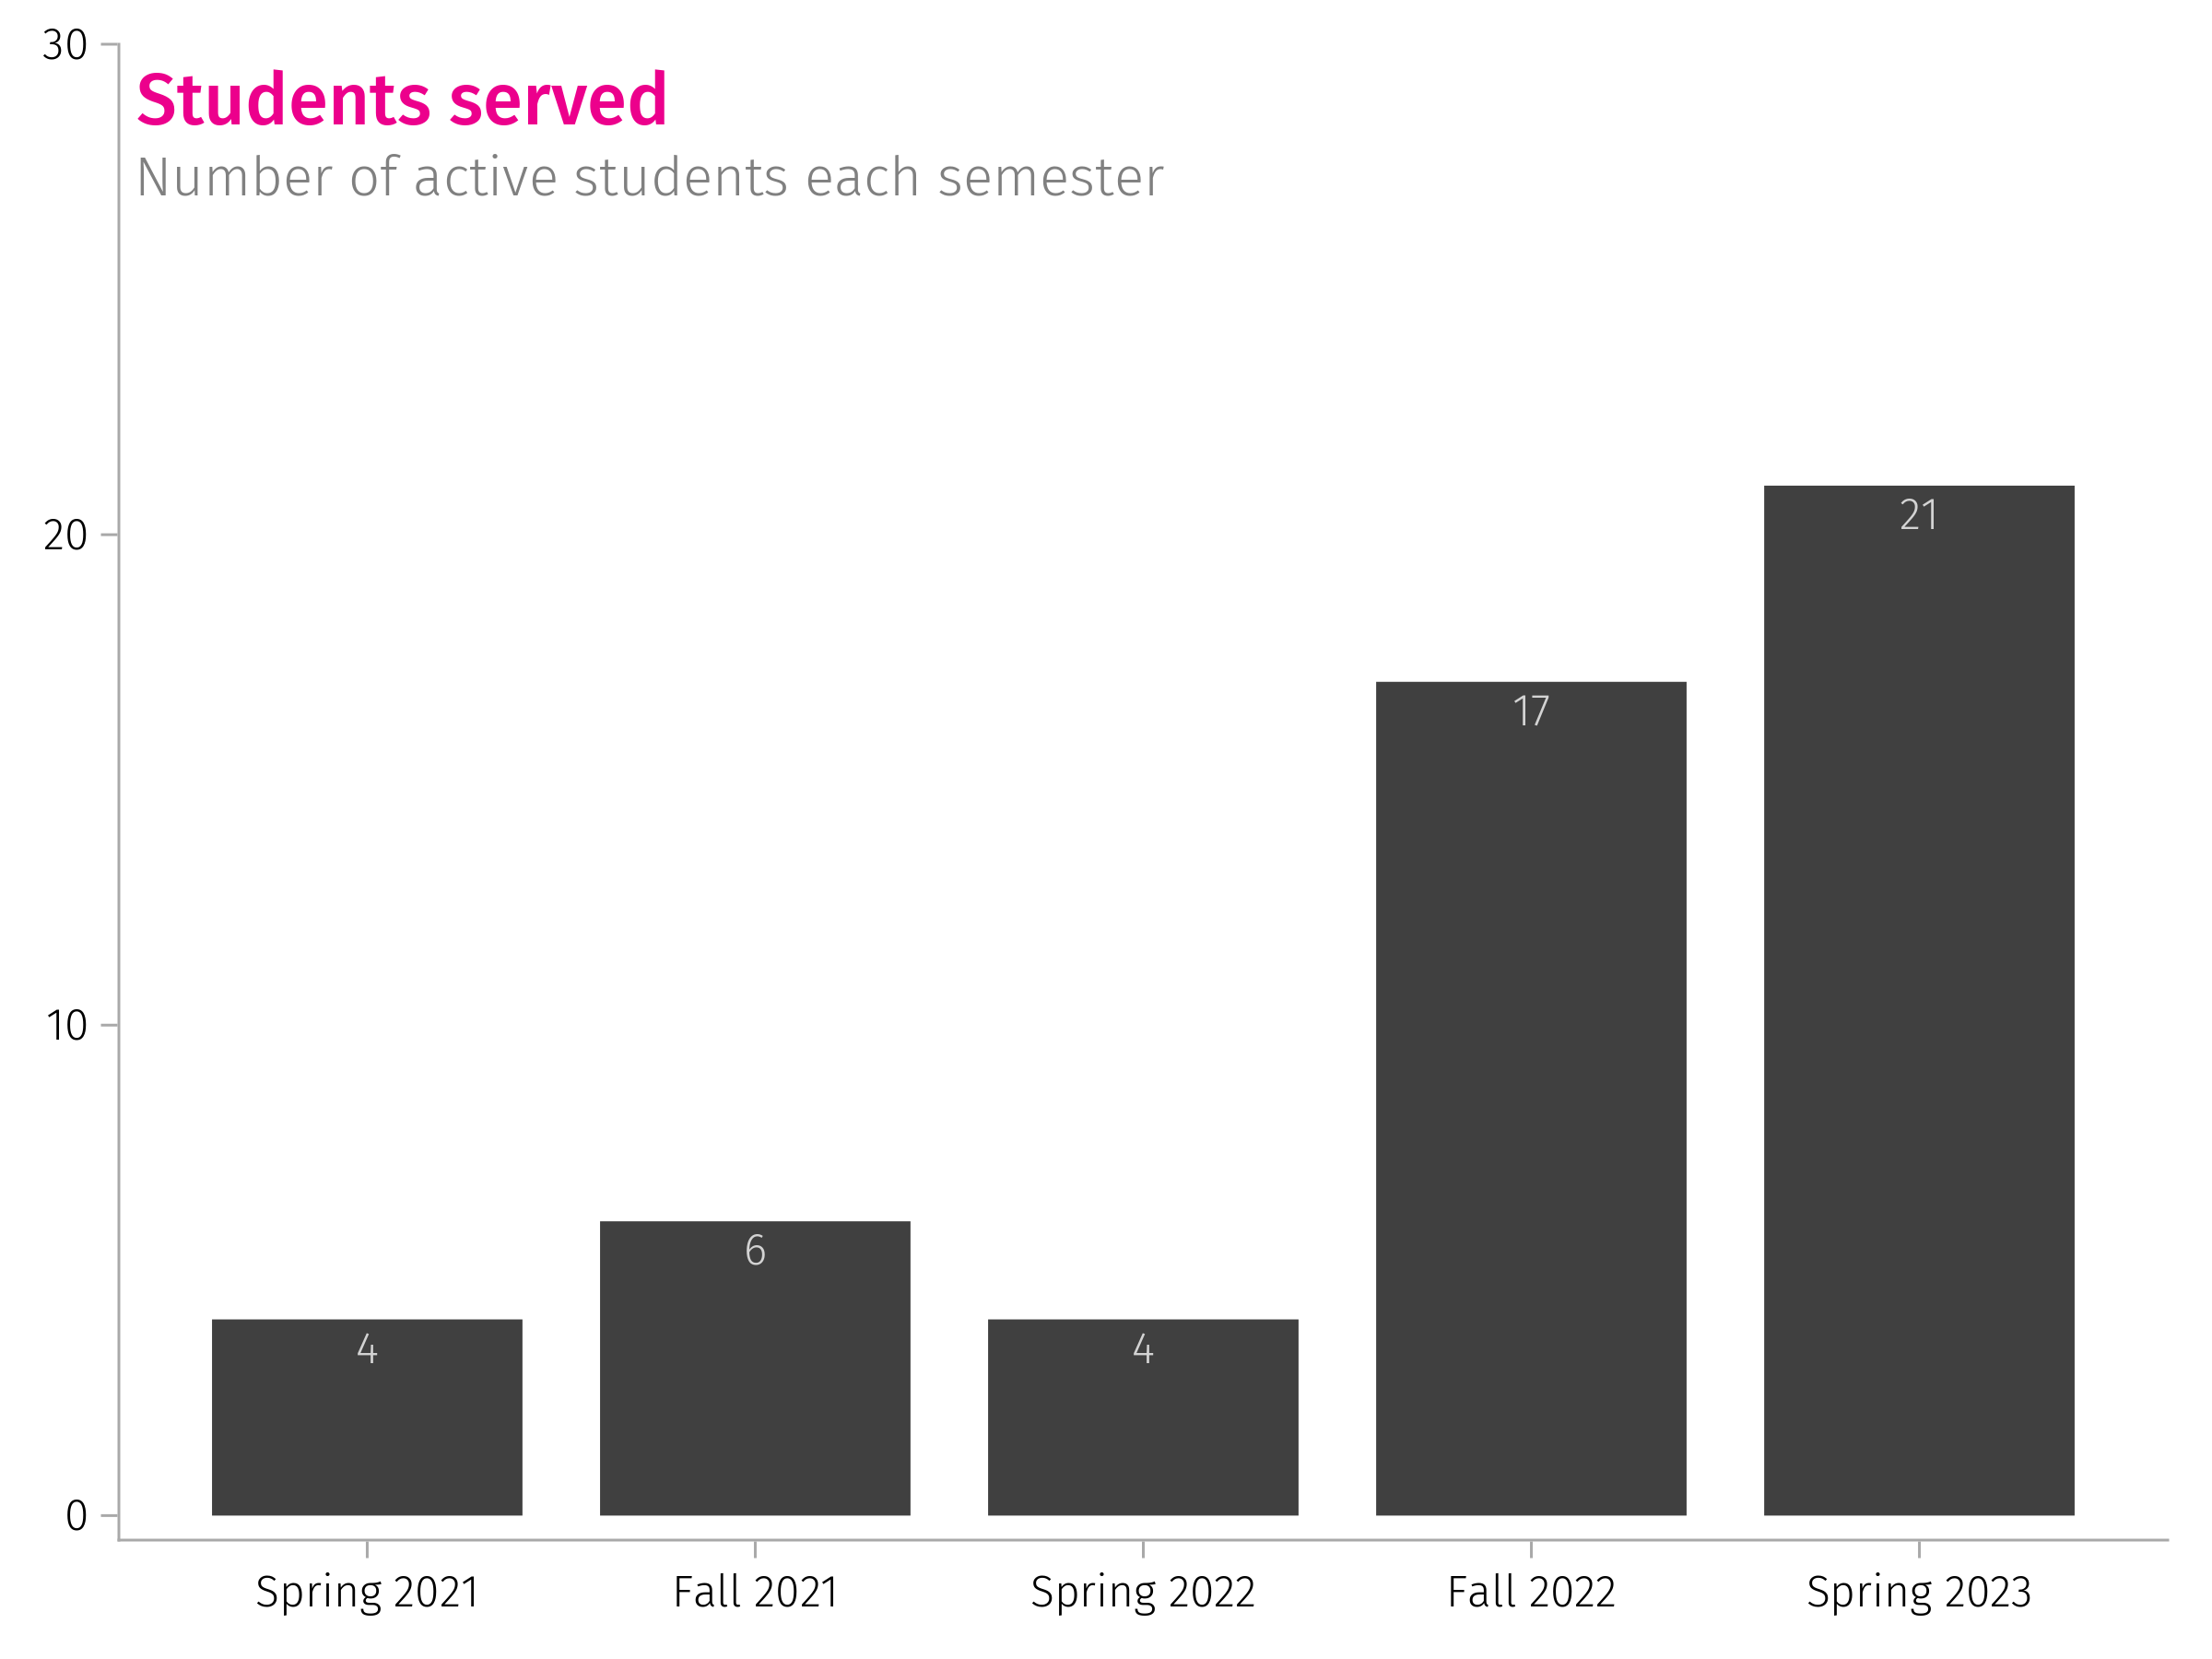 30
Students served
Number of active students each semester
20
21
17
10
6
4
4
0
Spring 2021
Fall 2021
Spring 2022
Fall 2022
Spring 2023